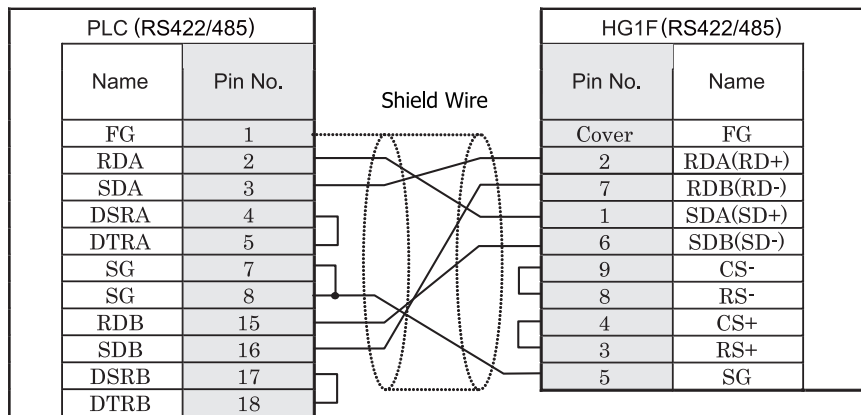 PLC (RS422/485)
Name Pin No.
FG 1
RDA 2
SDA 3
DSRA 4
DTRA 5
SG 7
SG 8
RDB 15
SDB 16
DSRB 17
DTRB 18
Shield Wire
HG1F(RS422/485)
Pin No. Name
Cover FG
2 RDA(RD+)
7 RDB(RD-)
1 SDA(SD+)
6 SDB(SD-)
9 CS-
8 RS-
4 CS+
3 RS+
5 SG